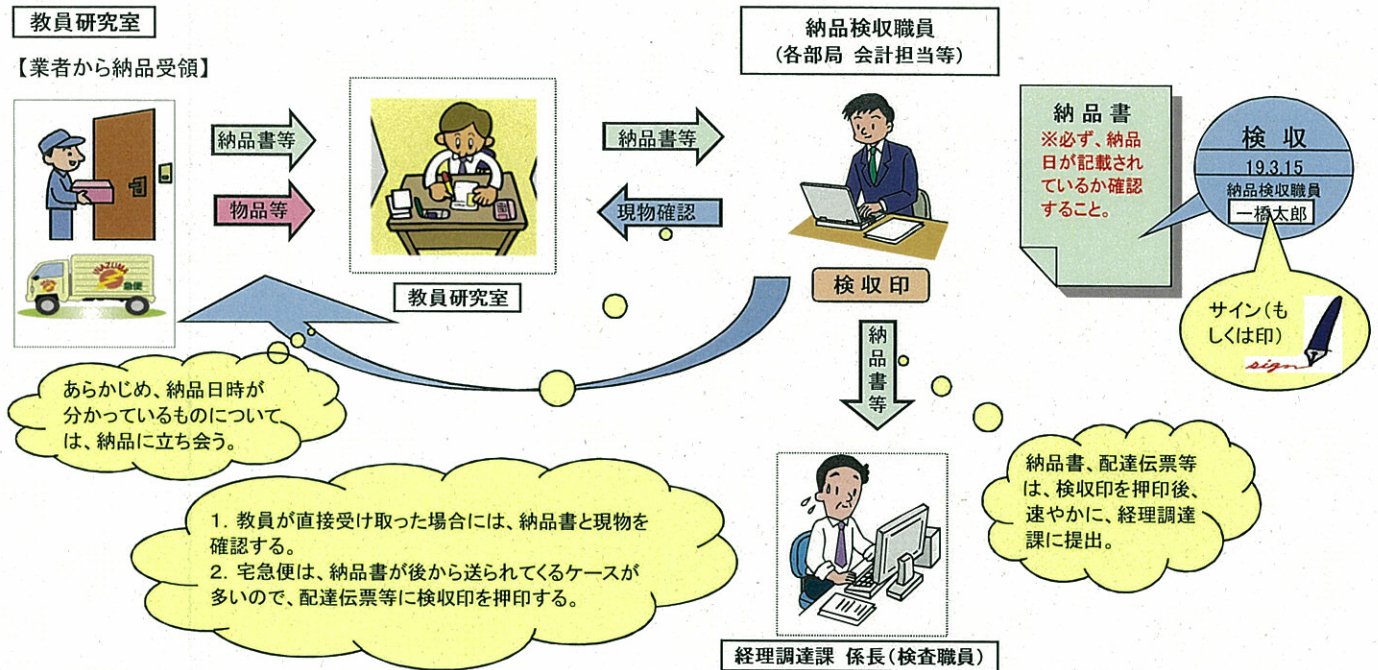 教員研究室
【業者から納品受領】
納品書等
物品等
INAZUMA
急便
教員研究室
納品書等
現物確認
納品検収職員
(各部局 会計担当等)
検収印
納品書等
納品書
※必ず、納品
日が記載され
ているか確認
すること。
検収
19.3.15
納品検収職員
一橋太郎
サイン(も
しくは印)
sign
あらかじめ、納品日時が
分かっているものについて
は、納品に立ち会う。
1. 教員が直接受け取った場合には、納品書と現物を
確認する。
2. 宅急便は、納品書が後から送られてくるケースが
多いので、配達伝票等に検収印を押印する。
納品書、配達伝票等
は、検収印を押印後、
速やかに、経理調達
課に提出。
経理調達課 係長(検査職員)